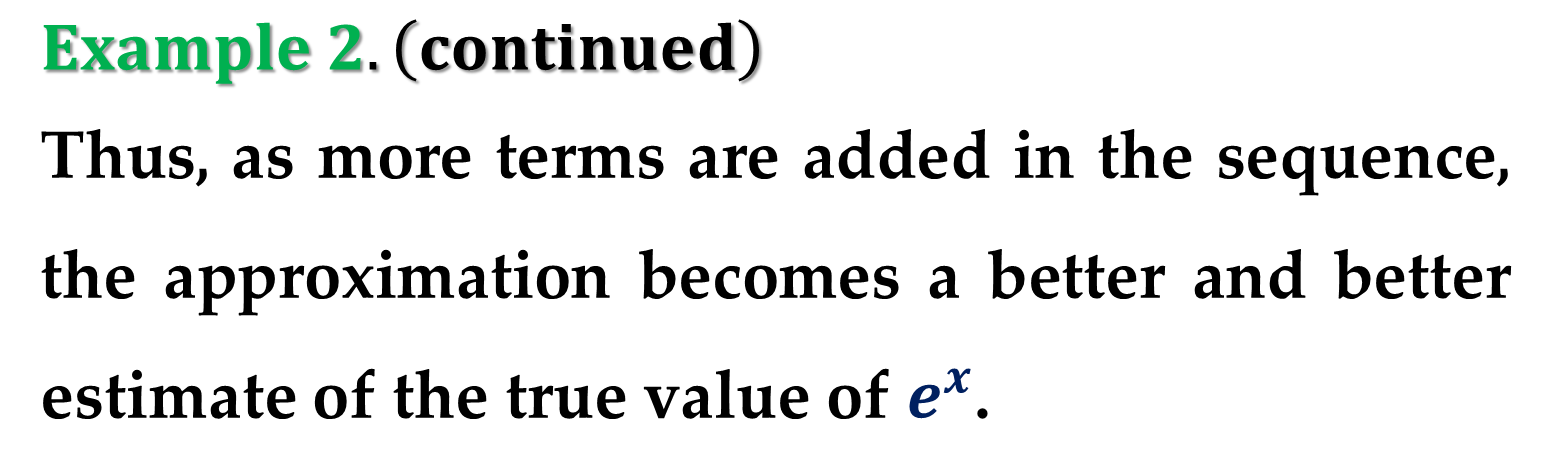 Example 2. (continued)
Thus, as more terms are added in the sequence,
the approximation becomes a better and better
estimate of the true value of eˣ.